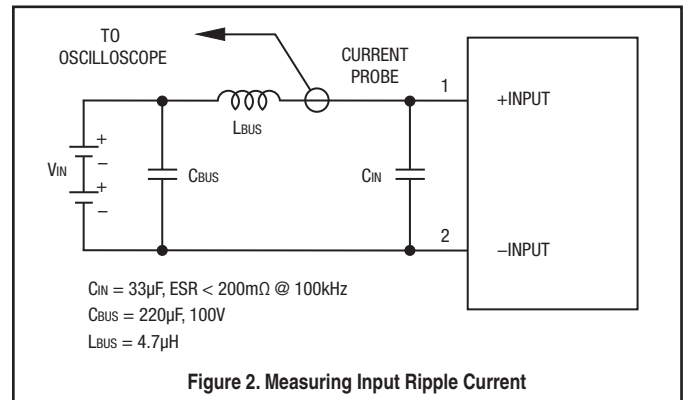 TO
OSCILLOSCOPE
CURRENT
PROBE
1
+INPUT
LBUS
+
VIN
–
+
–
CBUS
CIN
2
–INPUT
CIN = 33µF, ESR < 200mΩ @ 100kHz
CBUS = 220µF, 100V
LBUS = 4.7µH
Figure 2. Measuring Input Ripple Current